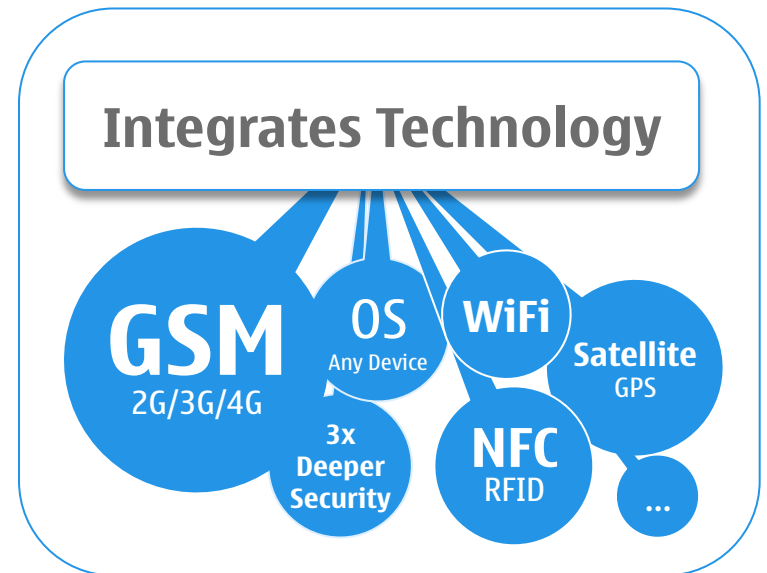 Integrates Technology
GSM
2G/3G/4G
OS
Any Device
WiFi
Satellite
GPS
3x
Deeper
Security
NFC
RFID
...